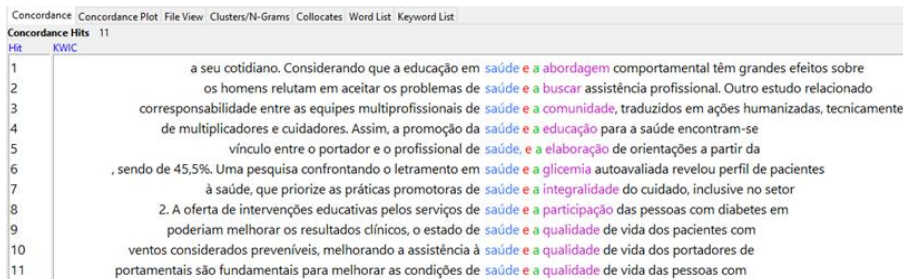 Concordance Concordance Plot File View Clusters/N-Grams Collocates Word List Keyword List
Concordance Hits 11
Hit KWIC
1 a seu cotidiano. Considerando que a educação em saúde e a abordagem comportamental têm grandes efeitos sobre
2 os homens relutam em aceitar os problemas de saúde e a buscar assistência profissional. Outro estudo relacionado
3 corresponsabilidade entre as equipes multiprofissionais de saúde e a comunidade, traduzidos em ações humanizadas, tecnicamente
4 de multiplicadores e cuidadores. Assim, a promoção da saúde e a educação para a saúde encontram-se
5 vínculo entre o portador e o profissional de saúde, e a elaboração de orientações a partir da
6 , sendo de 45,5%. Uma pesquisa confrontando o letramento em saúde e a glicemia autoavaliada revelou perfil de pacientes
7 à saúde, que priorize as práticas promotoras de saúde e a integralidade do cuidado, inclusive no setor
8 2. A oferta de intervenções educativas pelos serviços de saúde e a participação das pessoas com diabetes em
9 poderiam melhorar os resultados clínicos, o estado de saúde e a qualidade de vida dos pacientes com
10 ventos considerados preveníveis, melhorando a assistência à saúde e a qualidade de vida dos portadores de
11 portamentais são fundamentais para melhorar as condições de saúde e a qualidade de vida das pessoas com